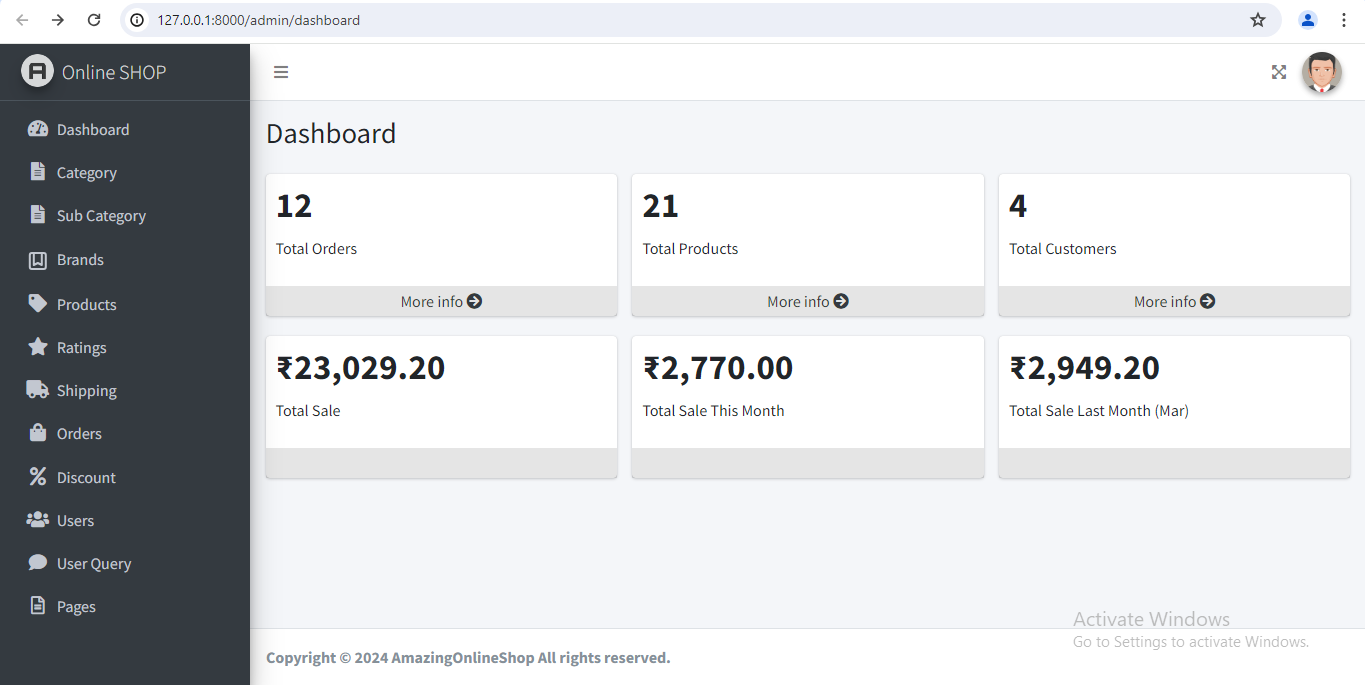 127.0.0.1:8000/admin/dashboard
Online SHOP
Dashboard
Category
Sub Category
Brands
Products
Ratings
Shipping
Orders
Discount
Users
User Query
Pages
Dashboard
12
Total Orders
More info
21
Total Products
More info
4
Total Customers
More info
₹23,029.20
Total Sale
₹2,770.00
Total Sale This Month
₹2,949.20
Total Sale Last Month (Mar)
Activate Windows
Go to Settings to activate Windows.
Copyright © 2024 AmazingOnlineShop All rights reserved.